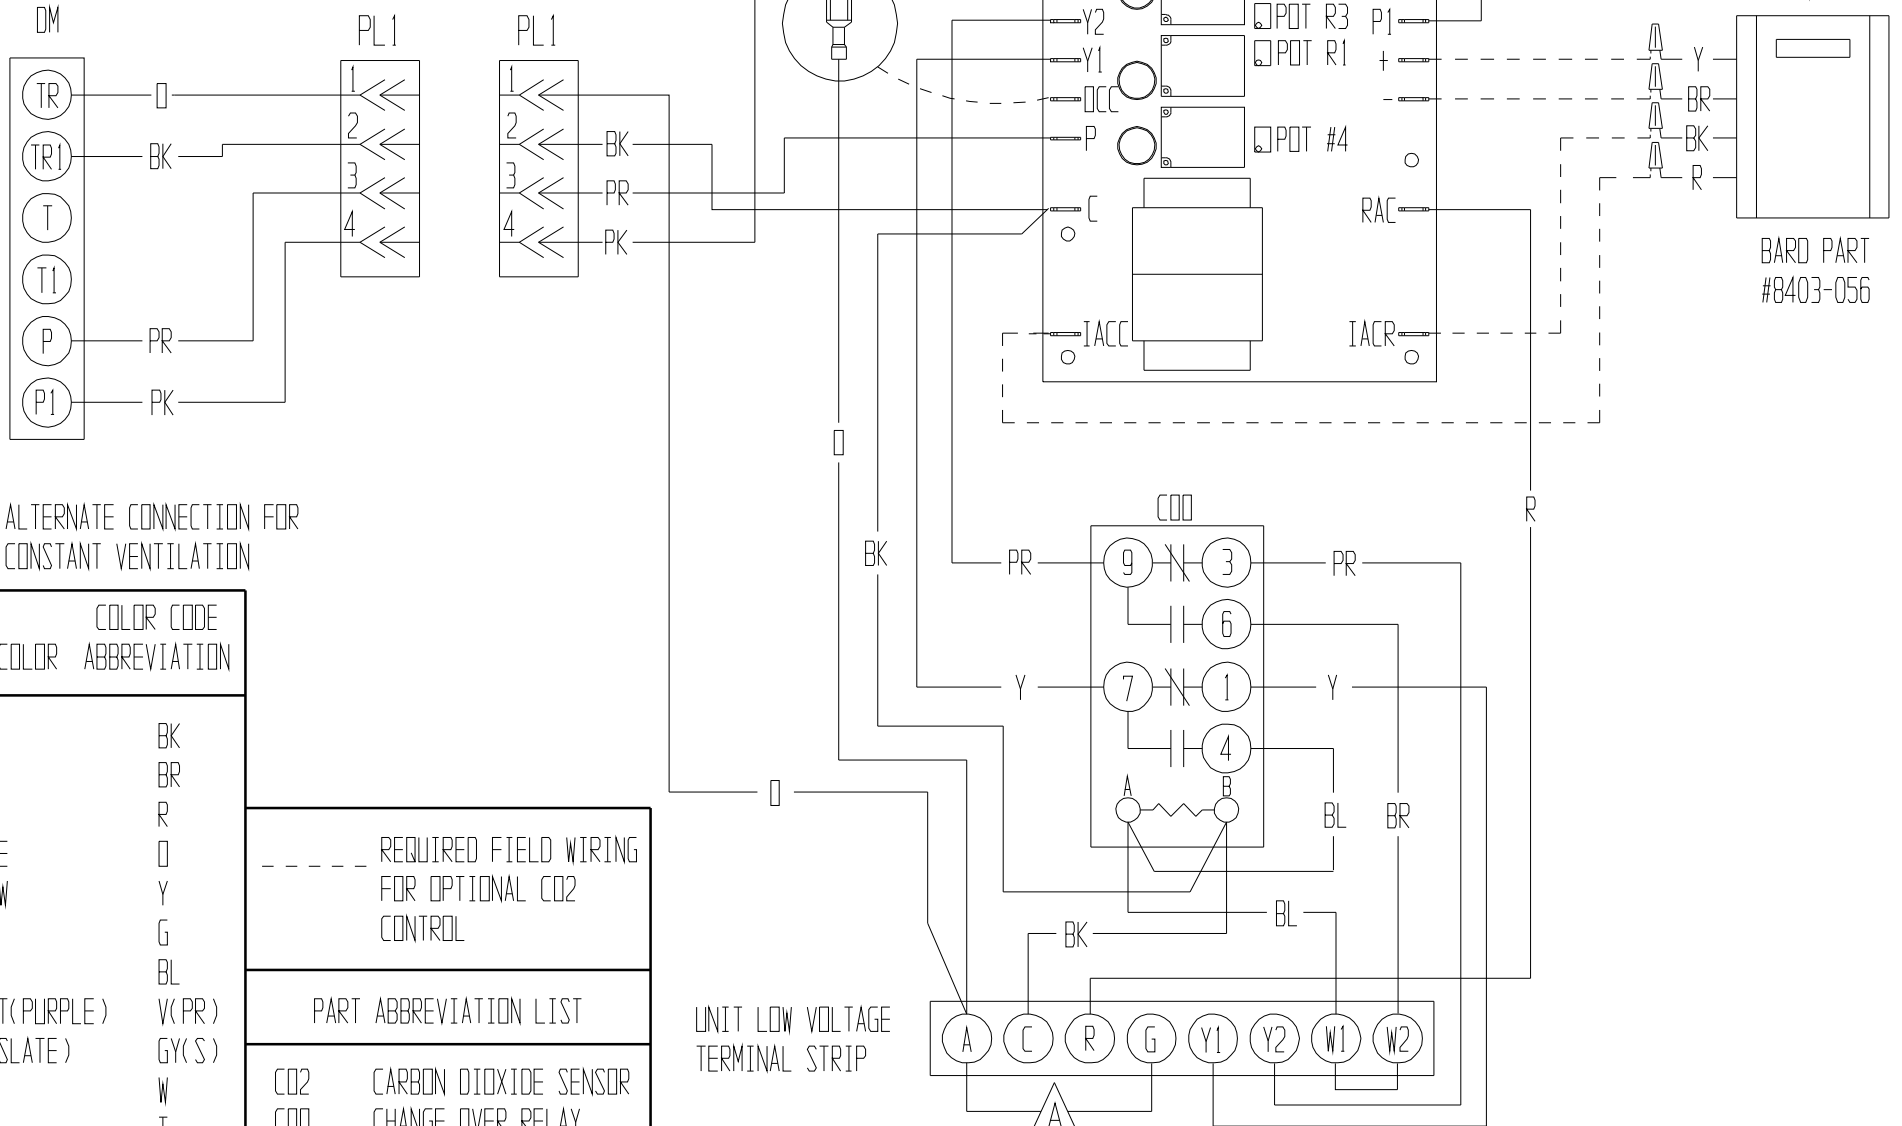 DM
TR
TR1
T
T1
P
P1
O
BK
PR
PK
PL1
1
2
3
4
PL1
1
2
3
4
BK
PR
PK
Y2
Y1
OCC
P
C
IACC
POT R3
POT R1
POT #4
P1
+
-
RAC
IACR
Y
BR
BK
R
BARD PART
#8403-056
ALTERNATE CONNECTION FOR
CONSTANT VENTILATION
COLOR CODE
COLOR ABBREVIATION
BK
BR
R
E O
W Y
G
BL
T(PURPLE) V(PR)
SLATE) GY(S)
W
REQUIRED FIELD WIRING
FOR OPTIONAL CO2
CONTROL
PART ABBREVIATION LIST
CO2 CARBON DIOXIDE SENSOR
COO CHANGE OVER RELAY
O
BK
O
R
COO
PR
9
3
PR
6
Y
7
1
Y
4
A
B
BL
BR
BL
BK
UNIT LOW VOLTAGE
TERMINAL STRIP
A
C
R
G
Y1
Y2
W1
W2
A